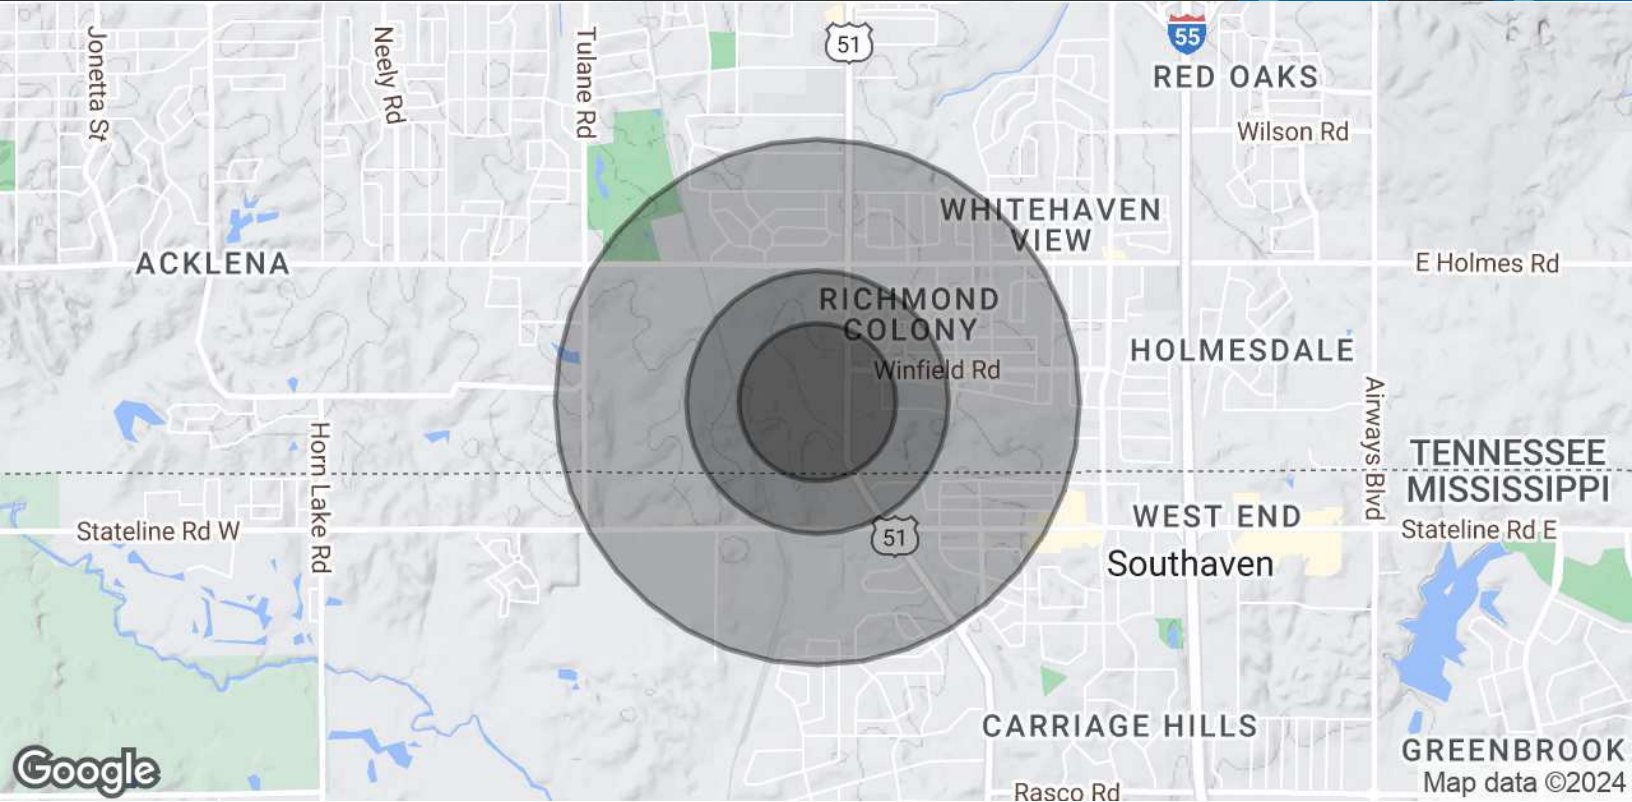 Jonetta St
Neely Rd
Tulane Rd
51
55
RED OAKS
Wilson Rd
WHITEHAVEN
VIEW
ACKLENA
E Holmes Rd
RICHMOND
COLONY
Winfield Rd
HOLMESDALE
Horn Lake Rd
Airways Blvd
TENNESSEE
MISSISSIPPI
Stateline Rd W
51
WEST END
Stateline Rd E
Southaven
CARRIAGE HILLS
GREENBROOK
Google
Map data ©2024
Rasco Rd